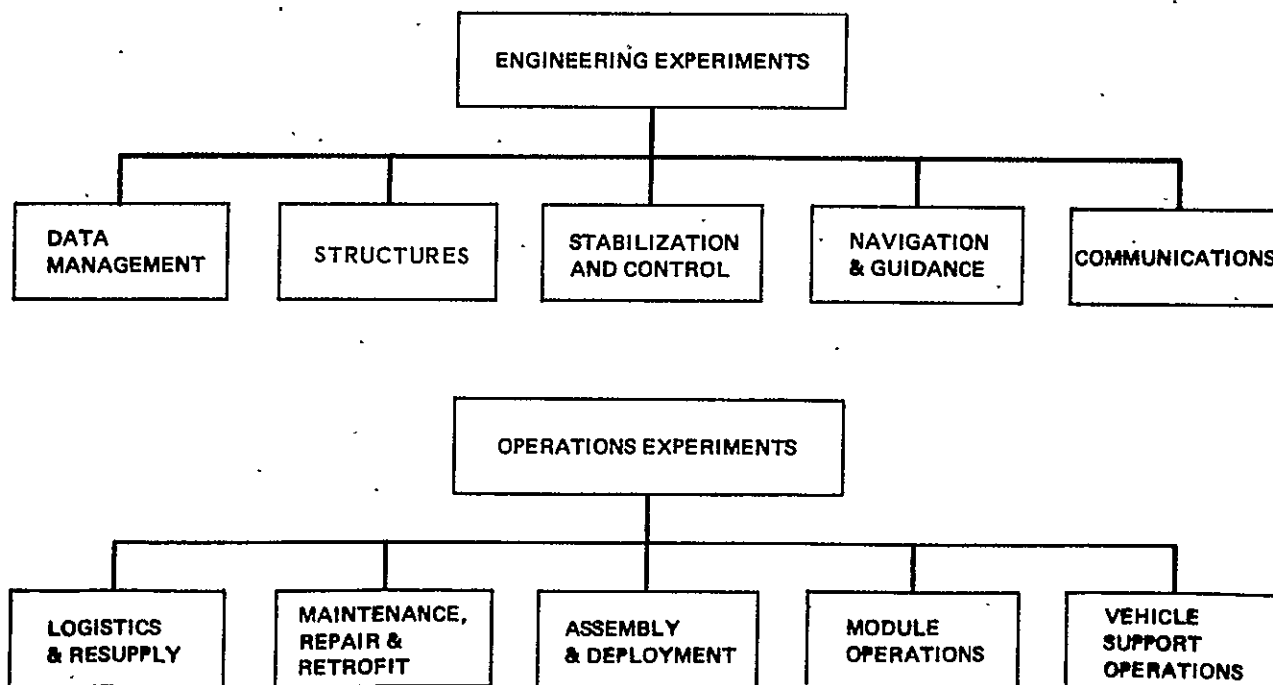 ENGINEERING EXPERIMENTS
DATA
MANAGEMENT
STRUCTURES
STABILIZATION
AND CONTROL
NAVIGATION
& GUIDANCE
COMMUNICATIONS
OPERATIONS EXPERIMENTS
LOGISTICS
& RESUPPLY
MAINTENANCE,
REPAIR &
RETROFIT
ASSEMBLY
& DEPLOYMENT
MODULE
OPERATIONS
VEHICLE
SUPPORT
OPERATIONS